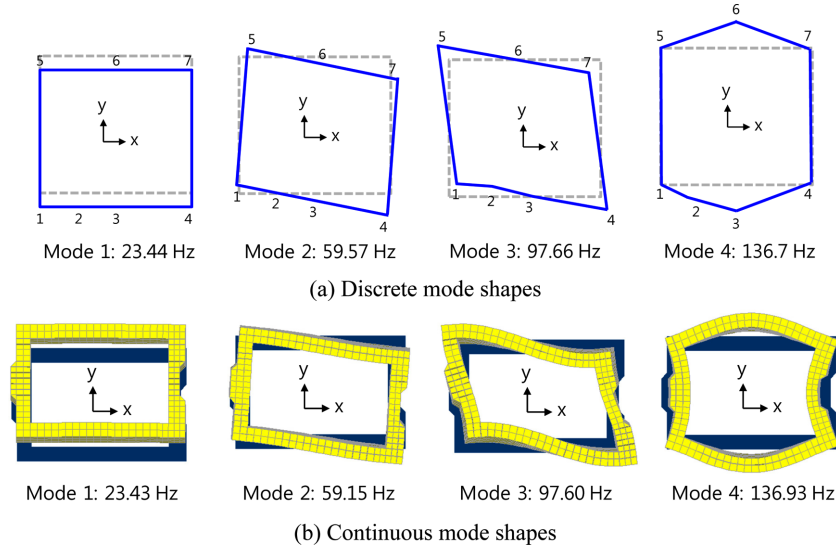 5 6 7
y
x
1 2 3 4
5
6
7
y
x
1
2
3
4
5
6
7
y
x
1
2
3
4
6
5
7
y
x
1
2
3
4
Mode 1: 23.44 Hz
Mode 2: 59.57 Hz
Mode 3: 97.66 Hz
Mode 4: 136.7 Hz
(a) Discrete mode shapes
y
x
y
x
y
x
y
x
Mode 1: 23.43 Hz
Mode 2: 59.15 Hz
Mode 3: 97.60 Hz
Mode 4: 136.93 Hz
(b) Continuous mode shapes